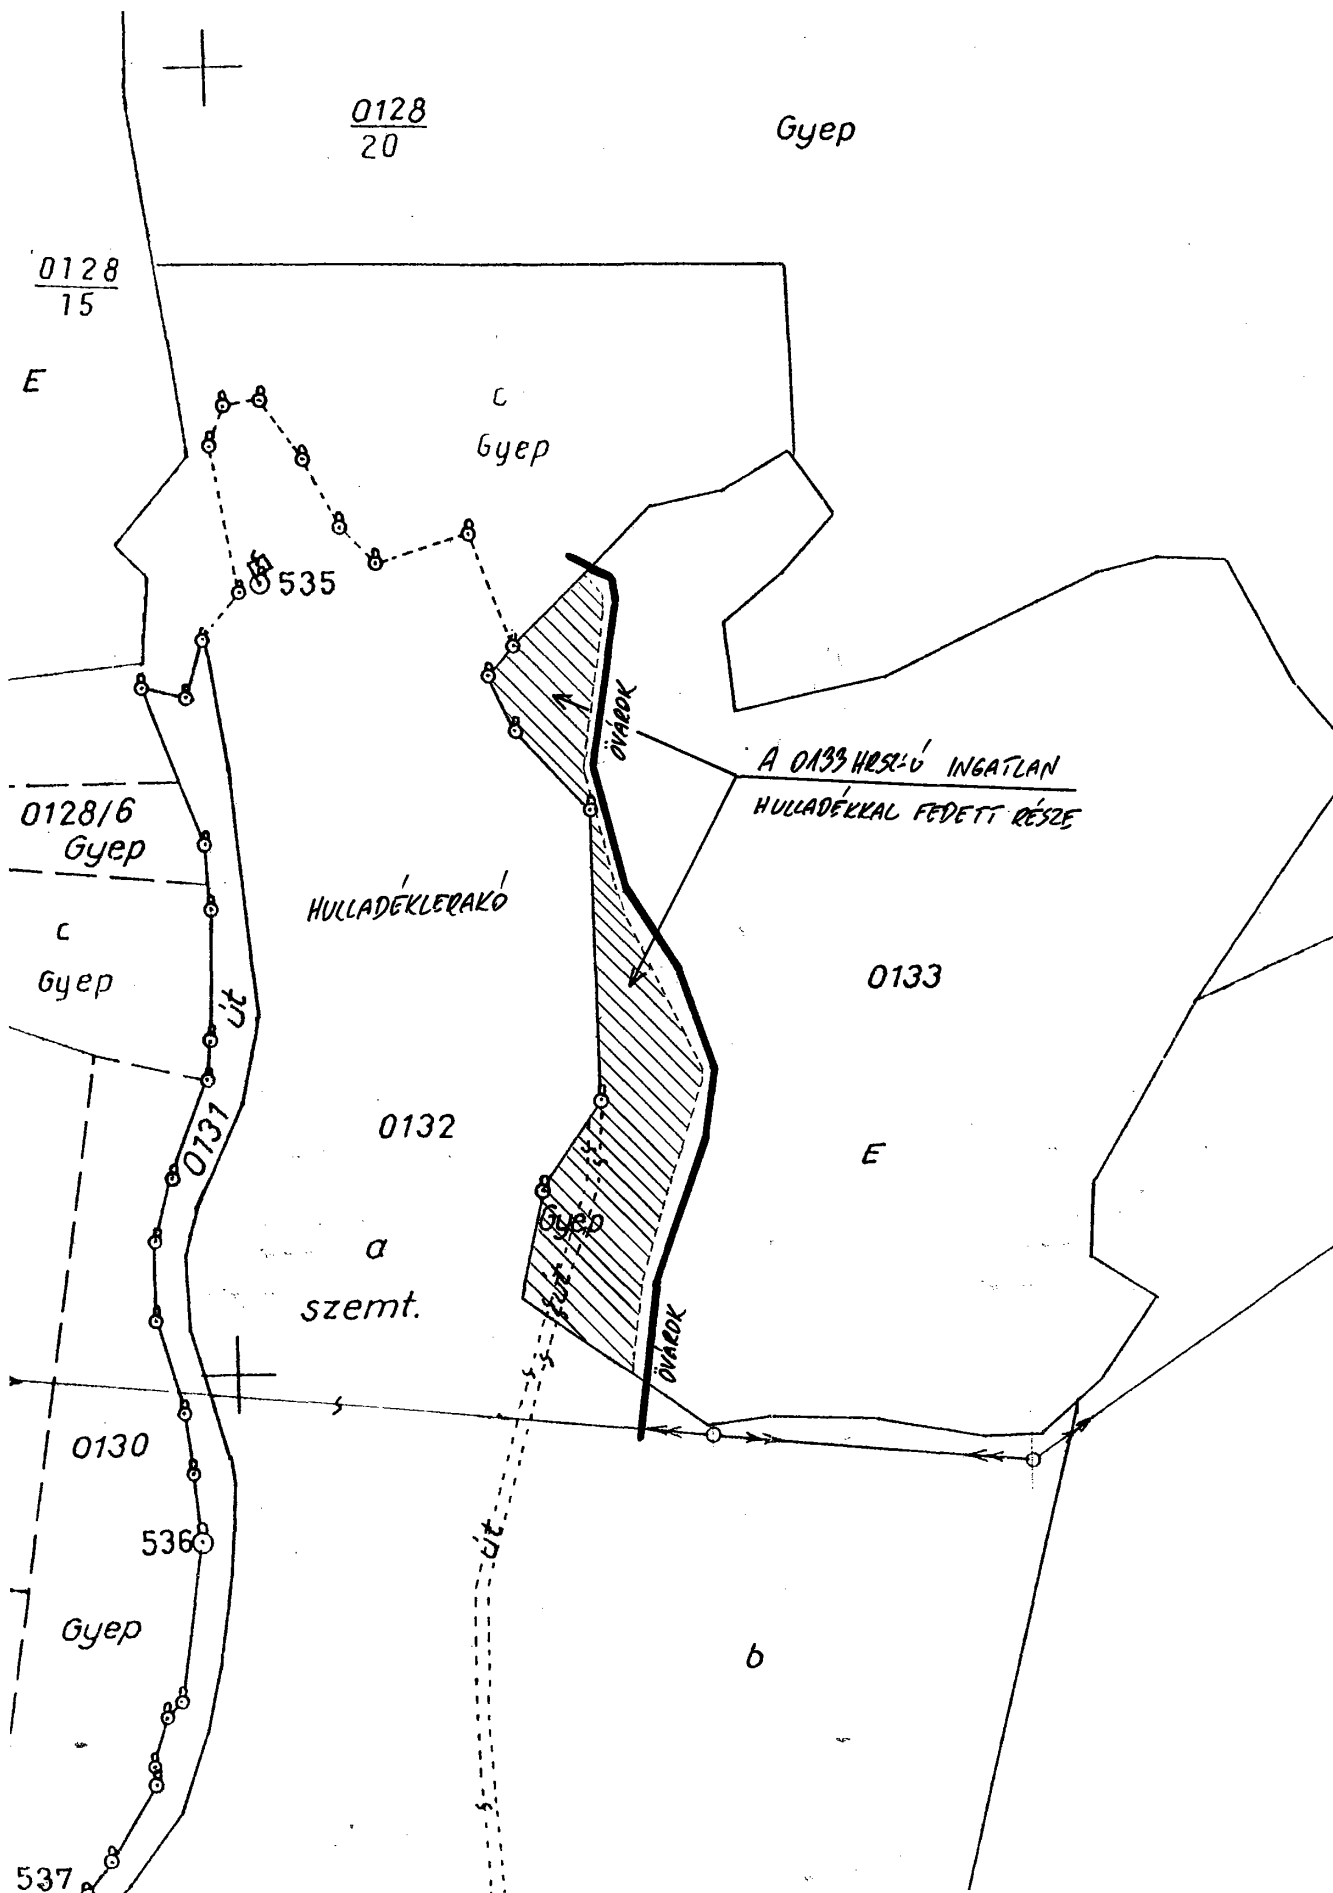 0128
20
Gyep
0128
15
E
c
Gyep
535
ÖVÁROK
A 0133 HRSZ-Ú INGATLAN
HULLADÉKKAL FEDETT RÉSZE
0128/6
Gyep
HULLADÉKLERAKÓ
c
Gyep
út
0133
0131
0132
E
Gyep
a
szemt.
ÖVÁROK
0130
536
út
Gyep
b
537